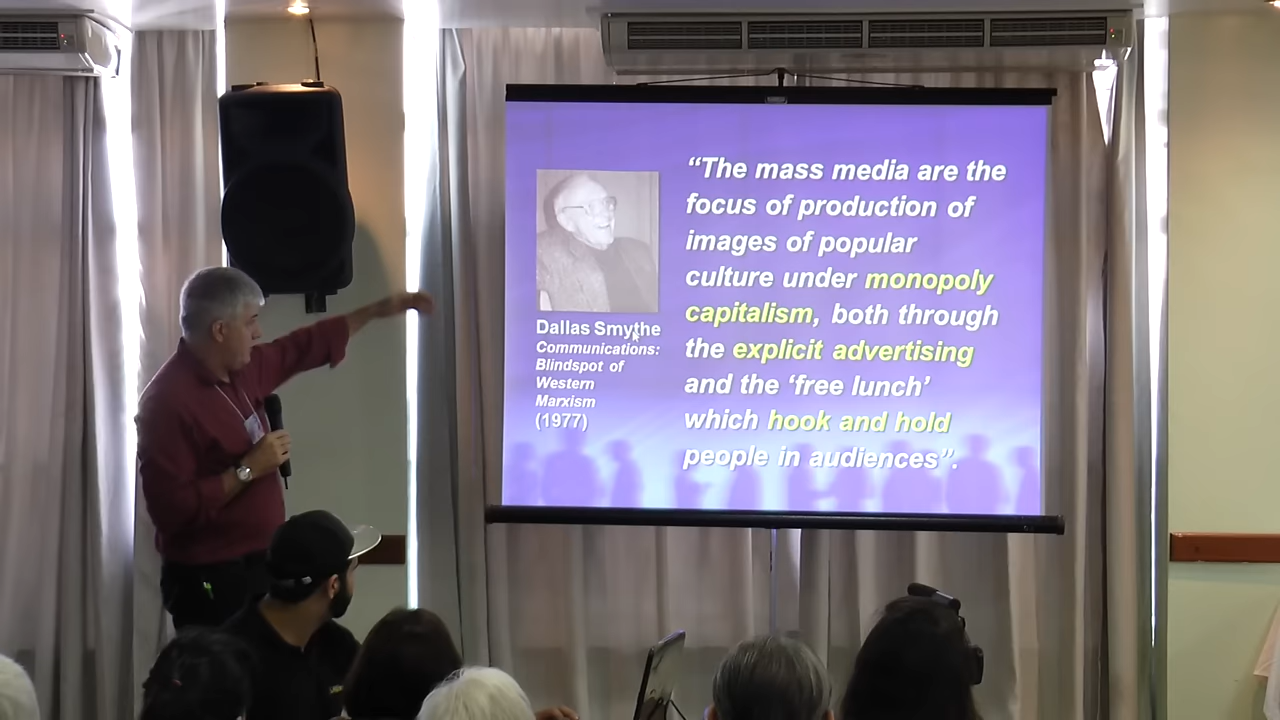 Dallas Smythe
Communications:
Blindspot of
Western
Marxism
(1977)
“The mass media are the
focus of production of
images of popular
culture under monopoly
capitalism, both through
the explicit advertising
and the ‘free lunch’
which hook and hold
people in audiences”.